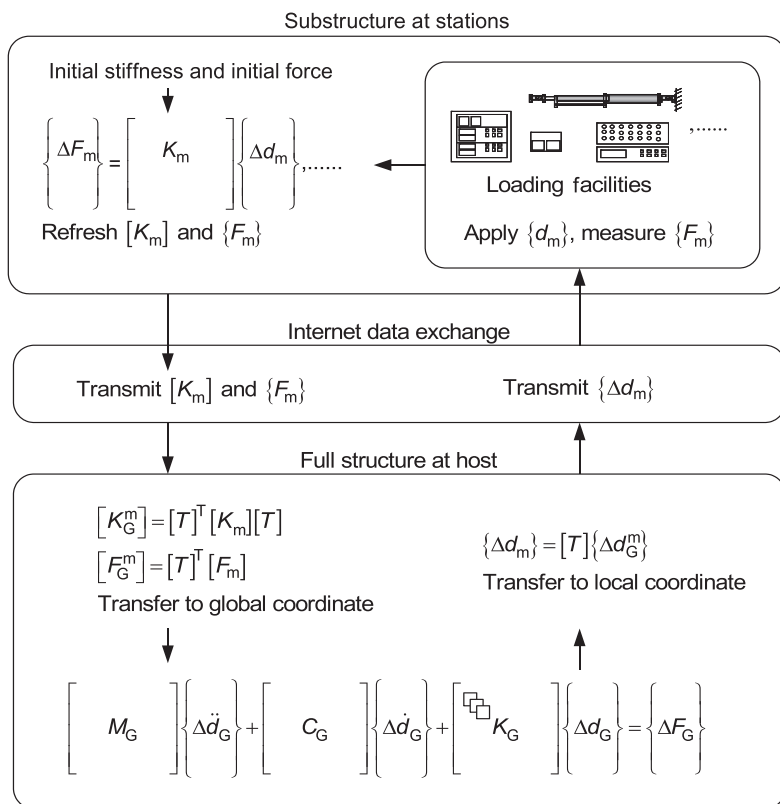 Substructure at stations
Initial stiffness and initial force
{ΔF_m} = [K_m]{Δd_m},......
Refresh [K_m] and {F_m}
,......
Loading facilities
Apply {d_m}, measure {F_m}
Internet data exchange
Transmit [K_m] and {F_m}
Transmit {Δd_m}
Full structure at host
[K_G^m]=[T]^T[K_m][T]
[F_G^m]=[T]^T[F_m]
Transfer to global coordinate
{Δd_m}=[T]{Δd_G^m}
Transfer to local coordinate
[M_G]{Δd̈_G}+[C_G]{Δḋ_G}+[K_G]{Δd_G}={ΔF_G}